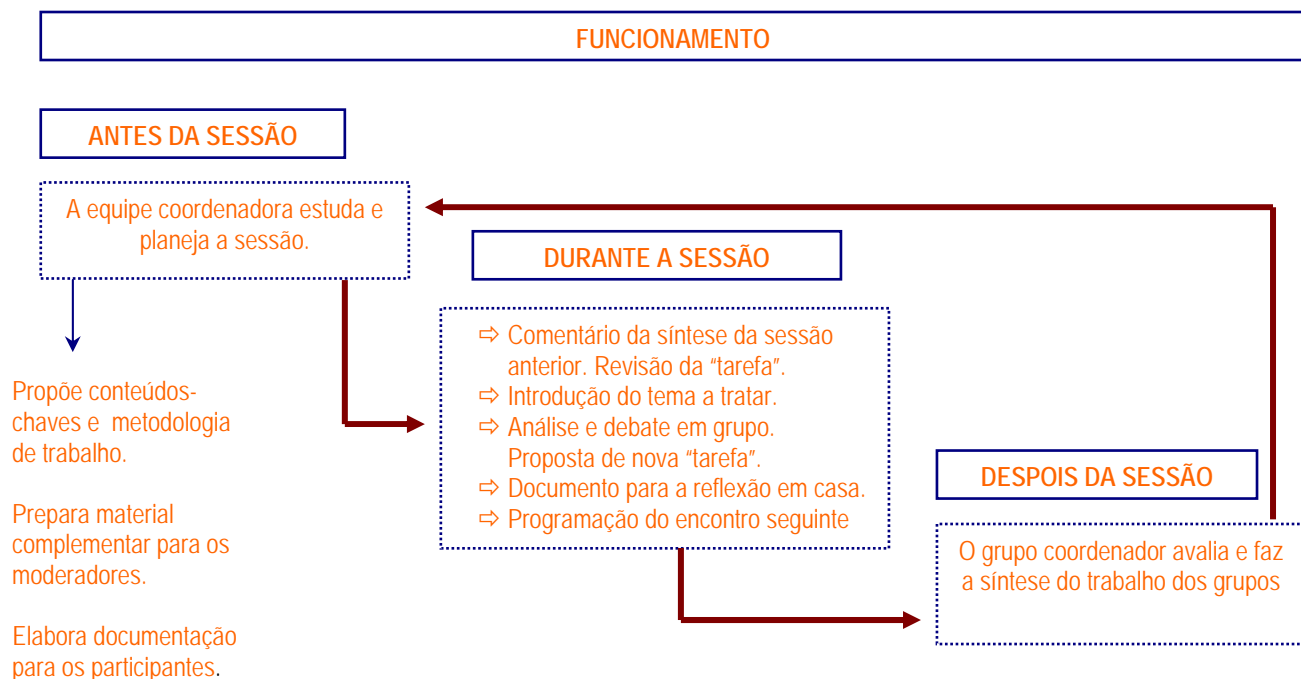 FUNCIONAMENTO
ANTES DA SESSÃO
A equipe coordenadora estuda e
planeja a sessão.
Propõe conteúdos-
chaves e metodologia
de trabalho.
Prepara material
complementar para os
moderadores.
Elabora documentação
para os participantes.
DURANTE A SESSÃO
⇨ Comentário da síntese da sessão
anterior. Revisão da “tarefa”.
⇨ Introdução do tema a tratar.
⇨ Análise e debate em grupo.
Proposta de nova “tarefa”.
⇨ Documento para a reflexão em casa.
⇨ Programação do encontro seguinte
DESPOIS DA SESSÃO
O grupo coordenador avalia e faz
a síntese do trabalho dos grupos